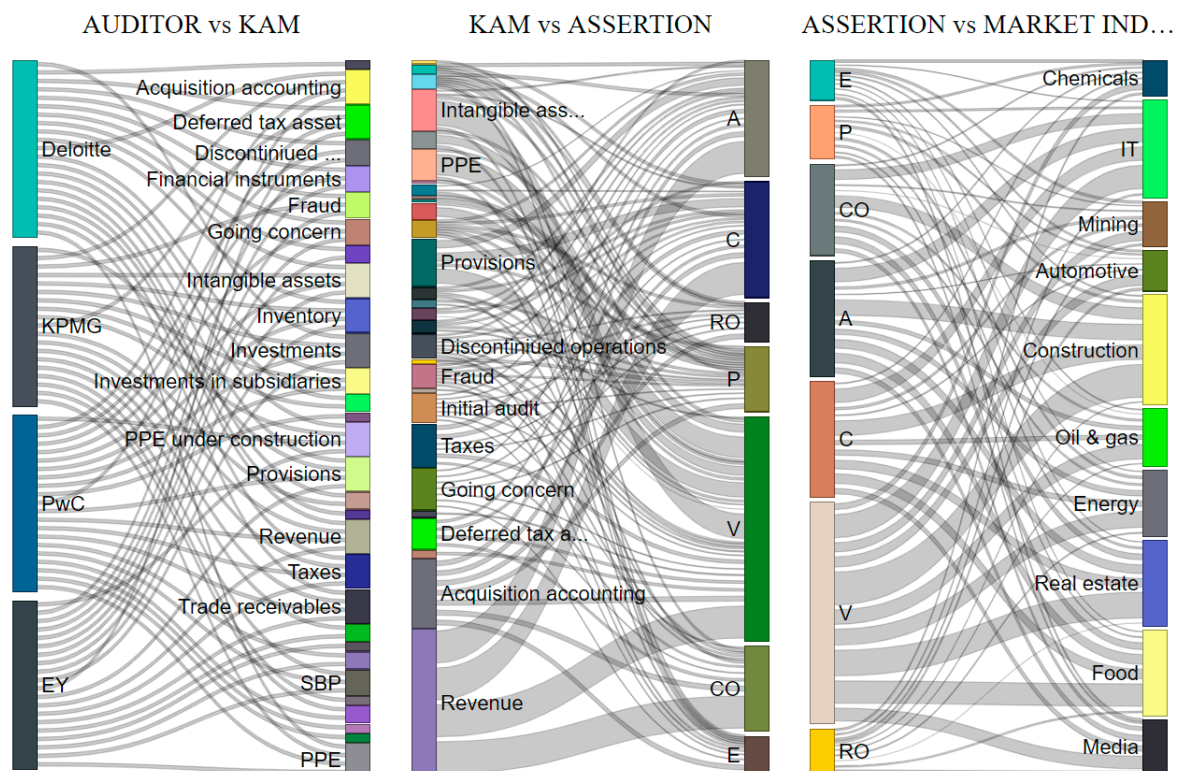 AUDITOR vs KAM
Deloitte
KPMG
PwC
EY
Acquisition accounting
Deferred tax asset
Discontiniued ...
Financial instruments
Fraud
Going concern
Intangible assets
Inventory
Investments
Investments in subsidiaries
PPE under construction
Provisions
Revenue
Taxes
Trade receivables
SBP
PPE
KAM vs ASSERTION
Intangible ass...
PPE
Provisions
Discontiniued operations
Fraud
Initial audit
Taxes
Going concern
Deferred tax a...
Acquisition accounting
Revenue
A
C
RO
P
V
CO
E
ASSERTION vs MARKET IND...
E
P
CO
A
C
V
RO
Chemicals
IT
Mining
Automotive
Construction
Oil & gas
Energy
Real estate
Food
Media